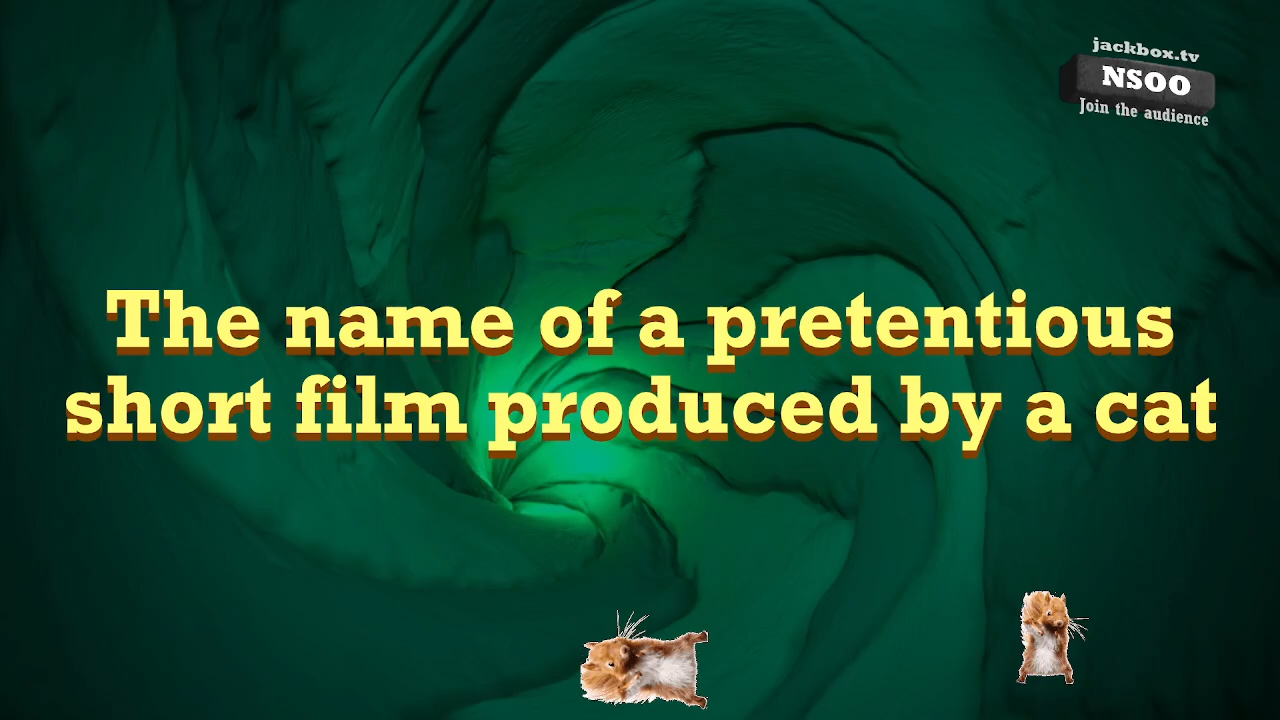 jackbox.tv
NSOO
Join the audience
The name of a pretentious
short film produced by a cat